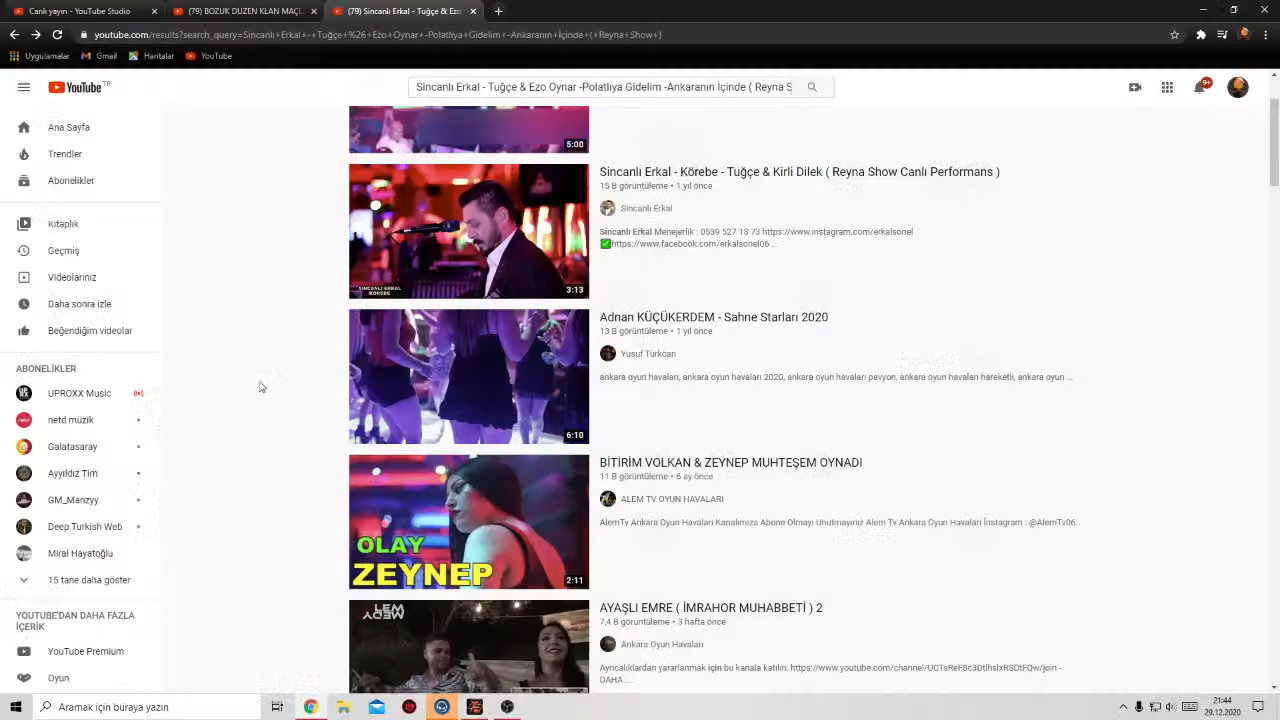 Canlı yayın - YouTube Studio
(79) BOZUK DÜZEN KLAN MAÇI
(79) Sincanlı Erkal - Tuğçe & Ezo
youtube.com/results?search_query=Sincanlı+Erkal+-+Tuğçe+%26+Ezo+Oynar+-Polatlıya+Gidelim+-Ankaranın+İçinde+(+Reyna+Show+)
Uygulamalar
Gmail
Haritalar
YouTube
YouTube TR
Sincanlı Erkal - Tuğçe & Ezo Oynar -Polatlıya Gidelim -Ankaranın İçinde ( Reyna S
9+
Ana Sayfa
Trendler
Abonelikler
Kitaplık
Geçmiş
Videolarınız
Daha sonra izle
Beğendiğim videolar
ABONELİKLER
UPROXX Music
netd müzik
Galatasaray
Ayyıldız Tim
GM_Manzyy
Deep Turkish Web
Miral Hayatoğlu
15 tane daha göster
YOUTUBE'DAN DAHA FAZLA
İÇERİK
YouTube Premium
Oyun
5:00
SİNCANLI ERKAL
KÖREBE
3:13
Sincanlı Erkal - Körebe - Tuğçe & Kirli Dilek ( Reyna Show Canlı Performans )
15 B görüntüleme • 1 yıl önce
Sincanlı Erkal
Sincanlı Erkal Menejerlik : 0539 527 13 73 https://www.instagram.com/erkalsonel
✅https://www.facebook.com/erkalsonel06 ...
6:10
Adnan KÜÇÜKERDEM - Sahne Starları 2020
13 B görüntüleme • 1 yıl önce
Yusuf Türkcan
ankara oyun havaları, ankara oyun havaları 2020, ankara oyun havaları pavyon, ankara oyun havaları hareketli, ankara oyun ...
OLAY
ZEYNEP
2:11
BİTİRİM VOLKAN & ZEYNEP MUHTEŞEM OYNADI
11 B görüntüleme • 6 ay önce
ALEM TV OYUN HAVALARI
AlemTv Ankara Oyun Havaları Kanalımıza Abone Olmayı Unutmayınız Alem Tv Ankara Oyun Havaları İnstagram : @AlemTv06.
AYAŞLI EMRE ( İMRAHOR MUHABBETİ ) 2
7,4 B görüntüleme • 3 hafta önce
Ankara Oyun Havaları
Ayrıcalıklardan yararlanmak için bu kanala katılın: https://www.youtube.com/channel/UCTsReF8c3DtlhslxRSDtFQw/join -
DAHA ...
Aramak için buraya yazın
21:44
29.12.2020